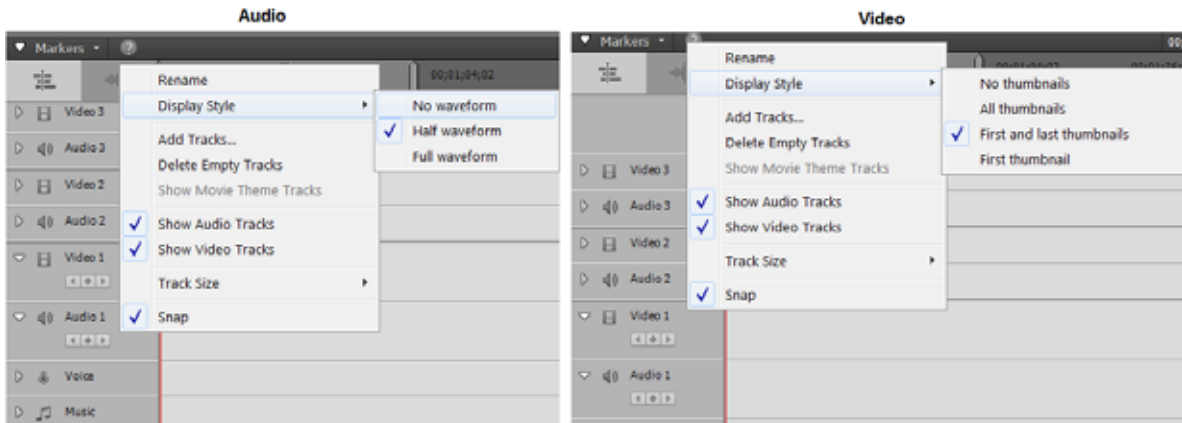 Audio
Markers
00;01;04;02
Rename
Display Style
No waveform
Half waveform
Full waveform
Add Tracks...
Delete Empty Tracks
Show Movie Theme Tracks
Show Audio Tracks
Show Video Tracks
Track Size
Snap
Video 3
Audio 3
Video 2
Audio 2
Video 1
Audio 1
Voice
Music
Video
Markers
00;
Rename
Display Style
No thumbnails
All thumbnails
First and last thumbnails
First thumbnail
Add Tracks...
Delete Empty Tracks
Show Movie Theme Tracks
Show Audio Tracks
Show Video Tracks
Track Size
Snap
Video 3
Audio 3
Video 2
Audio 2
Video 1
Audio 1